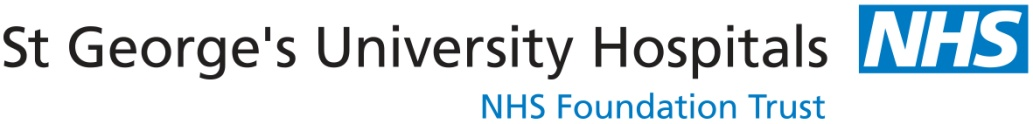 St George's University Hospitals NHS
NHS Foundation Trust